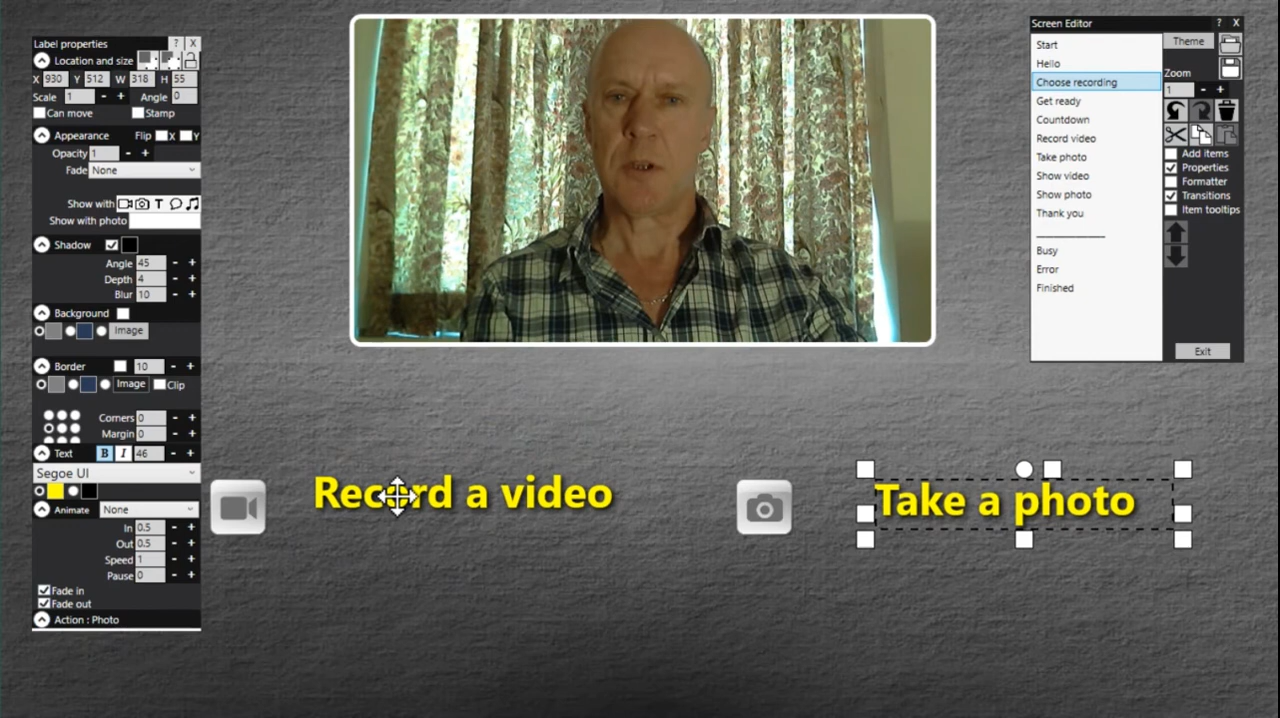 Label properties ? X
Location and size
X 930 Y 512 W 318 H 55
Scale 1 - + Angle 0
Can move Stamp
Appearance Flip X Y
Opacity 1 - +
Fade None
Show with T
Show with photo
Shadow
Angle 45 - +
Depth 4 - +
Blur 10 - +
Background
Image
Border 10 - +
Image Clip
Corners 0 - +
Margin 0 - +
Text B I 46 - +
Segoe UI
Animate None
In 0.5 - +
Out 0.5 - +
Speed 1 - +
Pause 0 - +
Fade in
Fade out
Action : Photo
Record a video
Take a photo
Screen Editor ? X
Start
Hello
Choose recording
Get ready
Countdown
Record video
Take photo
Show video
Show photo
Thank you
Busy
Error
Finished
Theme
Zoom
1 - +
Add items
Properties
Formatter
Transitions
Item tooltips
Exit